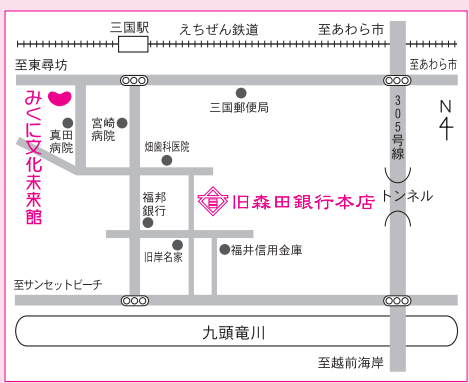 三国駅
えちぜん鉄道
至あわら市
至東尋坊
至あわら市
みくに文化未来館
真田
病院
宮崎
病院
三国郵便局
畑歯科医院
305号線
N
4
福邦
銀行
旧森田銀行本店
トンネル
旧岸名家
福井信用金庫
至サンセットビーチ
九頭竜川
至越前海岸